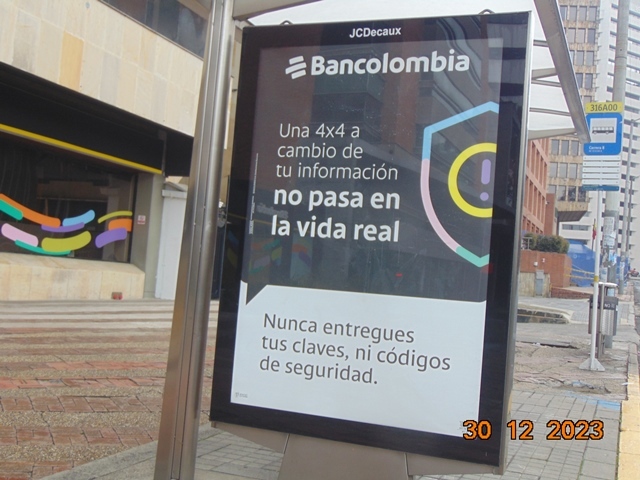 JCDecaux
Bancolombia
Una 4x4 a
cambio de
tu información
no pasa en
la vida real
Nunca entregues
tus claves, ni códigos
de seguridad.
316A00
30 12 2023